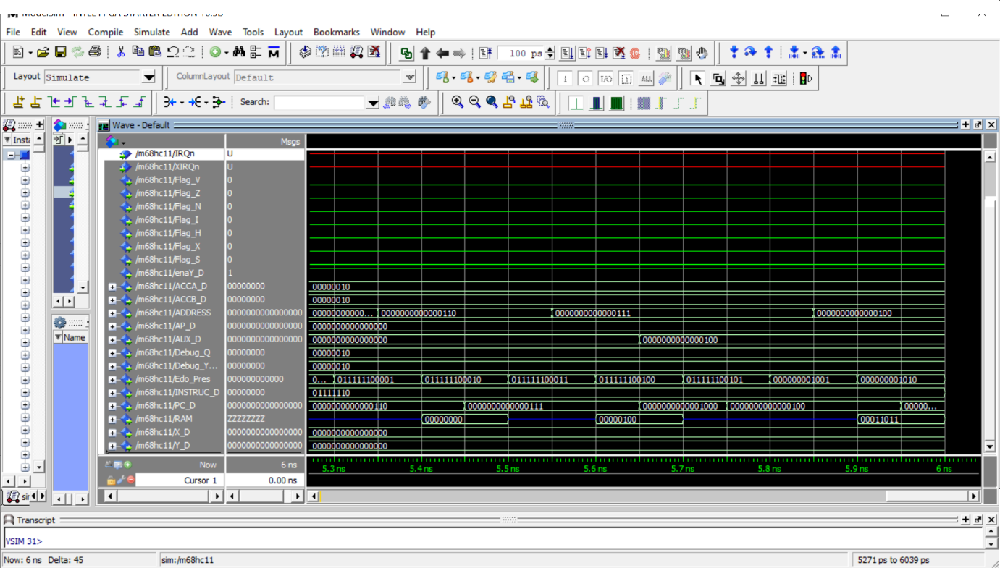 File Edit View Compile Simulate Add Wave Tools Layout Bookmarks Window Help
100 ps
Layout Simulate ColumnLayout Default
1 I/O ALL
Search:
Wave - Default
Insta
Msgs
/m68hc11/IRQn U
/m68hc11/XIRQn U
/m68hc11/Flag_V 0
/m68hc11/Flag_Z 0
/m68hc11/Flag_N 0
/m68hc11/Flag_I 0
/m68hc11/Flag_H 0
/m68hc11/Flag_X 0
/m68hc11/Flag_S 0
/m68hc11/enaY_D 1
/m68hc11/ACCA_D 00000000 00000010
/m68hc11/ACCB_D 00000000 00000010
/m68hc11/ADDRESS 0000000000000000 00000000000... 0000000000000110 0000000000000111 0000000000000100
/m68hc11/AP_D 0000000000000000 0000000000000000
/m68hc11/AUX_D 0000000000000000 0000000000000000 0000000000000100
/m68hc11/Debug_Q 00000000 00000010
/m68hc11/Debug_Y... 00000000 00000010
/m68hc11/Edo_Pres 000000000000 0... 011111100001 011111100010 011111100011 011111100100 011111100101 000000001001 000000001010
/m68hc11/INSTRUC_D 00000000 01111110
/m68hc11/PC_D 0000000000000000 0000000000000110 0000000000000111 0000000000001000 0000000000000100 00000...
/m68hc11/RAM ZZZZZZZZ 00000000 00000100 00011011
/m68hc11/X_D 0000000000000000 0000000000000000
/m68hc11/Y_D 0000000000000000 0000000000000000
Name
Now 6 ns 5.3 ns 5.4 ns 5.5 ns 5.6 ns 5.7 ns 5.8 ns 5.9 ns 6 ns
Cursor 1 0.00 ns
sim
Transcript
VSIM 31>
Now: 6 ns Delta: 45 sim:/m68hc11 5271 ps to 6039 ps